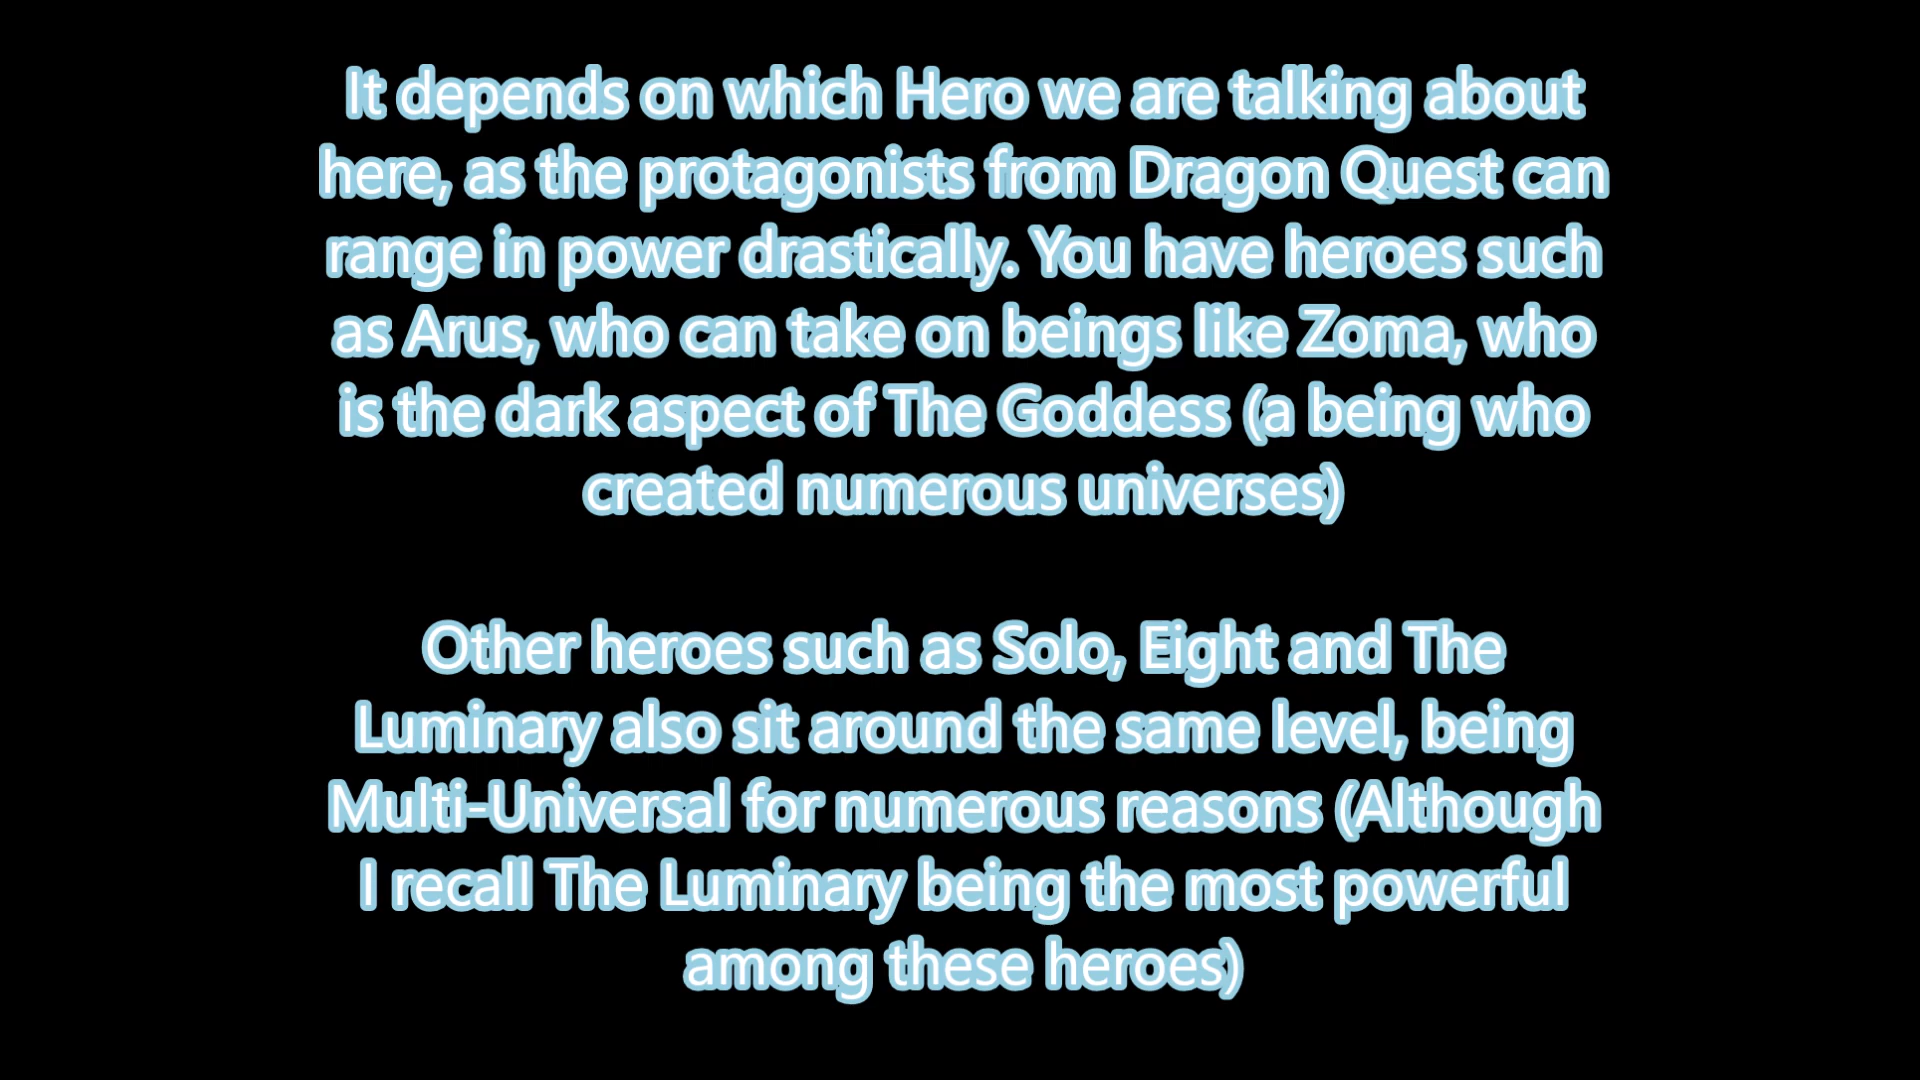 It depends on which Hero we are talking about
here, as the protagonists from Dragon Quest can
range in power drastically. You have heroes such
as Arus, who can take on beings like Zoma, who
is the dark aspect of The Goddess (a being who
created numerous universes)
Other heroes such as Solo, Eight and The
Luminary also sit around the same level, being
Multi-Universal for numerous reasons (Although
I recall The Luminary being the most powerful
among these heroes)